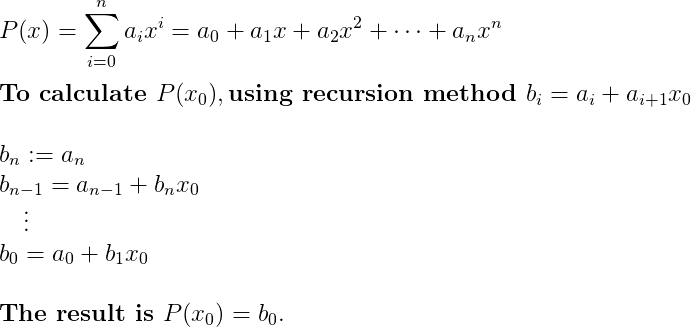 P(x) = \sum_{i=0}^{n} a_i x^i = a_0 + a_1 x + a_2 x^2 + \cdots + a_n x^n
To calculate P(x_0), using recursion method b_i = a_i + a_{i+1} x_0
b_n := a_n
b_{n-1} = a_{n-1} + b_n x_0
⋮
b_0 = a_0 + b_1 x_0
The result is P(x_0) = b_0.